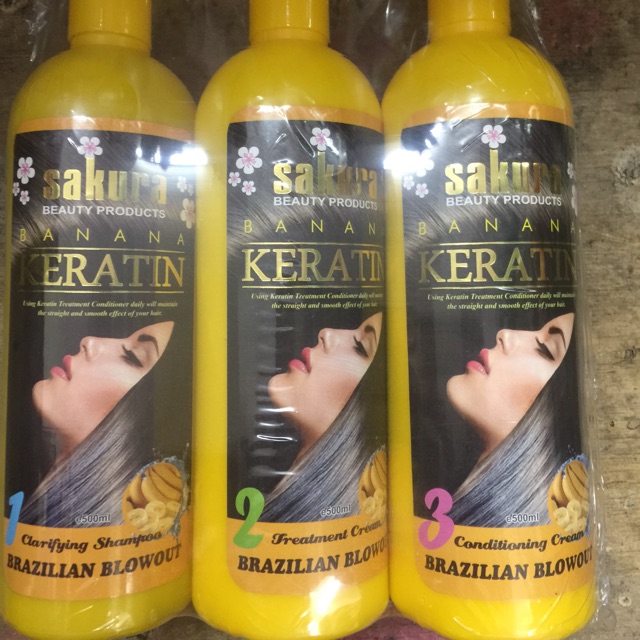 sakura
BEAUTY PRODUCTS
BANANA
KERATIN
Using Keratin Treatment Conditioner daily will maintain
the straight and smooth effect of your hair.
e500ml
1
Clarifying Shampoo
BRAZILIAN BLOWOUT
sakura
BEAUTY PRODUCTS
BANANA
KERATIN
Using Keratin Treatment Conditioner daily will main
the straight and smooth effect of your hair
e500ml
2
Treatment Cream
BRAZILIAN BLOWO
sakura
BEAUTY PRODUCTS
BANANA
KERATIN
Using Keratin Treatment Conditioner daily will maintain
the straight and smooth effect of your hair.
e500ml
3
Conditioning Cream
BRAZILIAN BLOWOUT